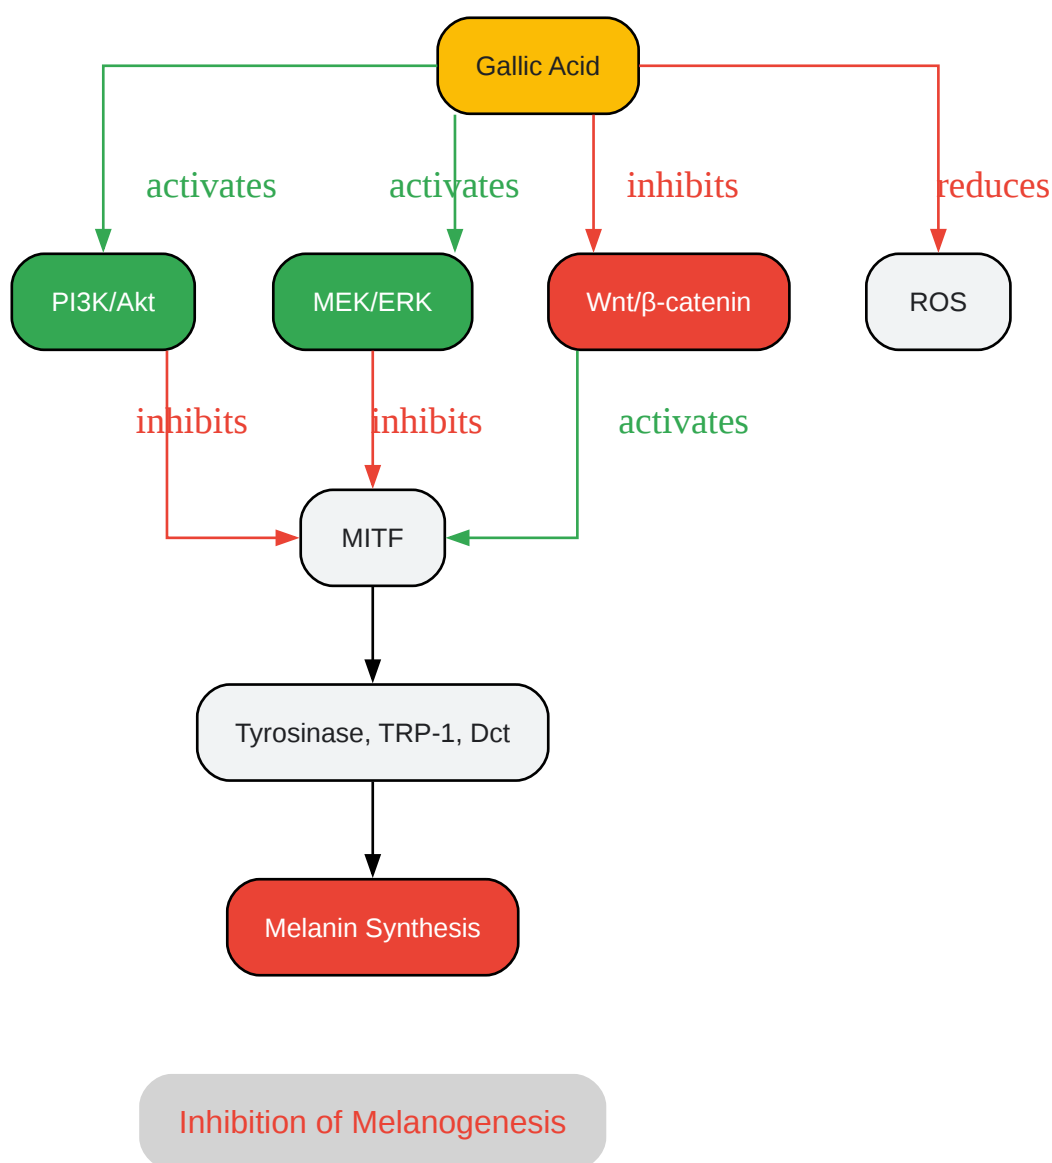 Gallic Acid
activates
activates
inhibits
reduces
PI3K/Akt
MEK/ERK
Wnt/β-catenin
ROS
inhibits
inhibits
activates
MITF
Tyrosinase, TRP-1, Dct
Melanin Synthesis
Inhibition of Melanogenesis